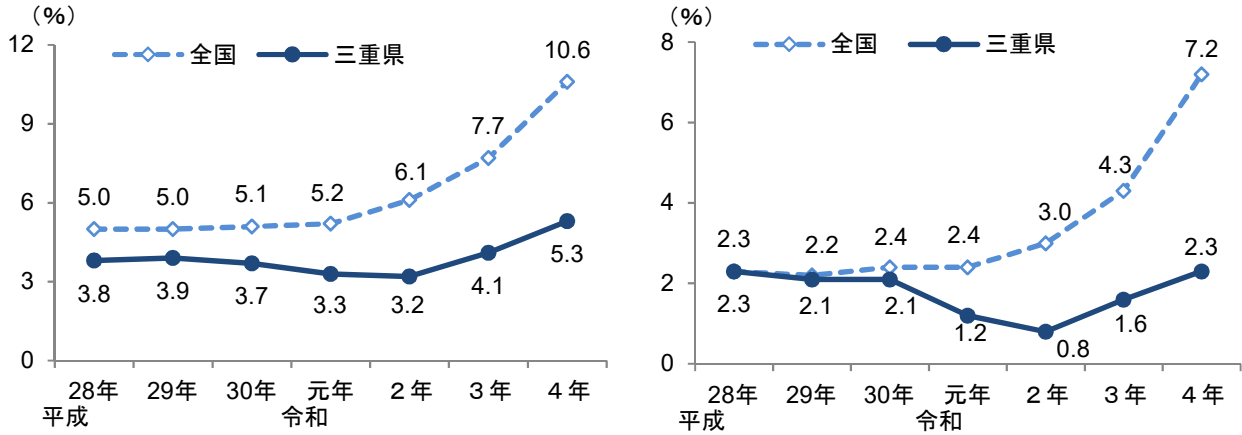 （%）
12
9
6
3
0
全国
三重県
5.0
5.0
5.1
5.2
6.1
7.7
10.6
3.8
3.9
3.7
3.3
3.2
4.1
5.3
28年
29年
30年
元年
２年
３年
４年
平成
令和
（%）
8
6
4
2
0
全国
三重県
2.3
2.2
2.4
2.4
3.0
4.3
7.2
2.3
2.1
2.1
1.2
0.8
1.6
2.3
28年
29年
30年
元年
２年
３年
４年
平成
令和